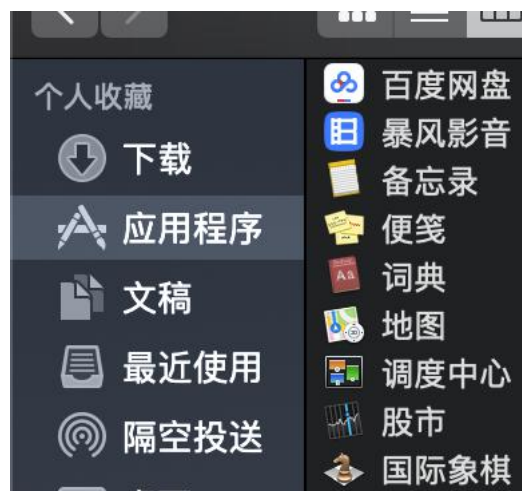 个人收藏
下载
应用程序
文稿
最近使用
隔空投送
百度网盘
暴风影音
备忘录
便笺
词典
Aa
地图
调度中心
股市
国际象棋